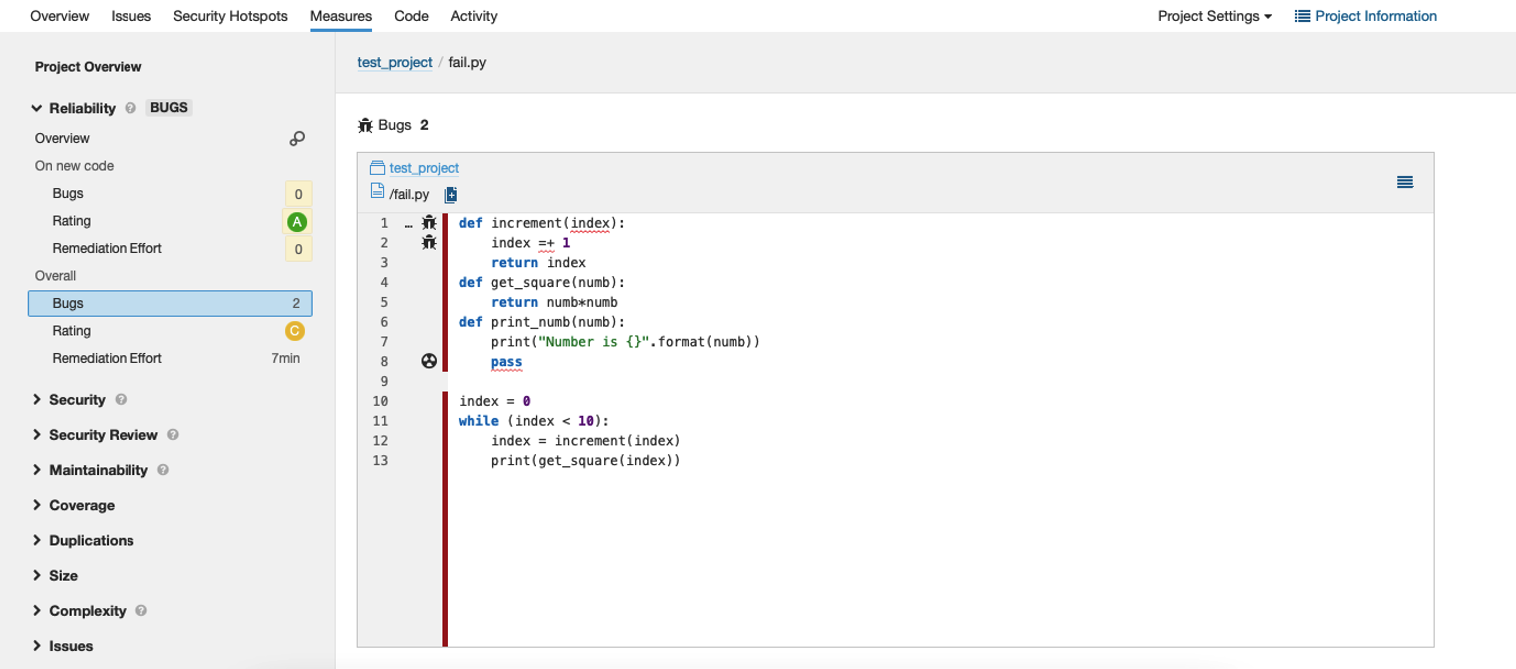 Overview Issues Security Hotspots Measures Code Activity Project Settings Project Information
Project Overview
Reliability ? BUGS
Overview
On new code
Bugs 0
Rating A
Remediation Effort 0
Overall
Bugs 2
Rating C
Remediation Effort 7min
Security ?
Security Review ?
Maintainability ?
Coverage
Duplications
Size
Complexity ?
Issues
test_project / fail.py
Bugs 2
test_project
/fail.py
1 … def increment(index):
2 index =+ 1
3 return index
4 def get_square(numb):
5 return numb*numb
6 def print_numb(numb):
7 print("Number is {}".format(numb))
8 pass
9
10 index = 0
11 while (index < 10):
12 index = increment(index)
13 print(get_square(index))